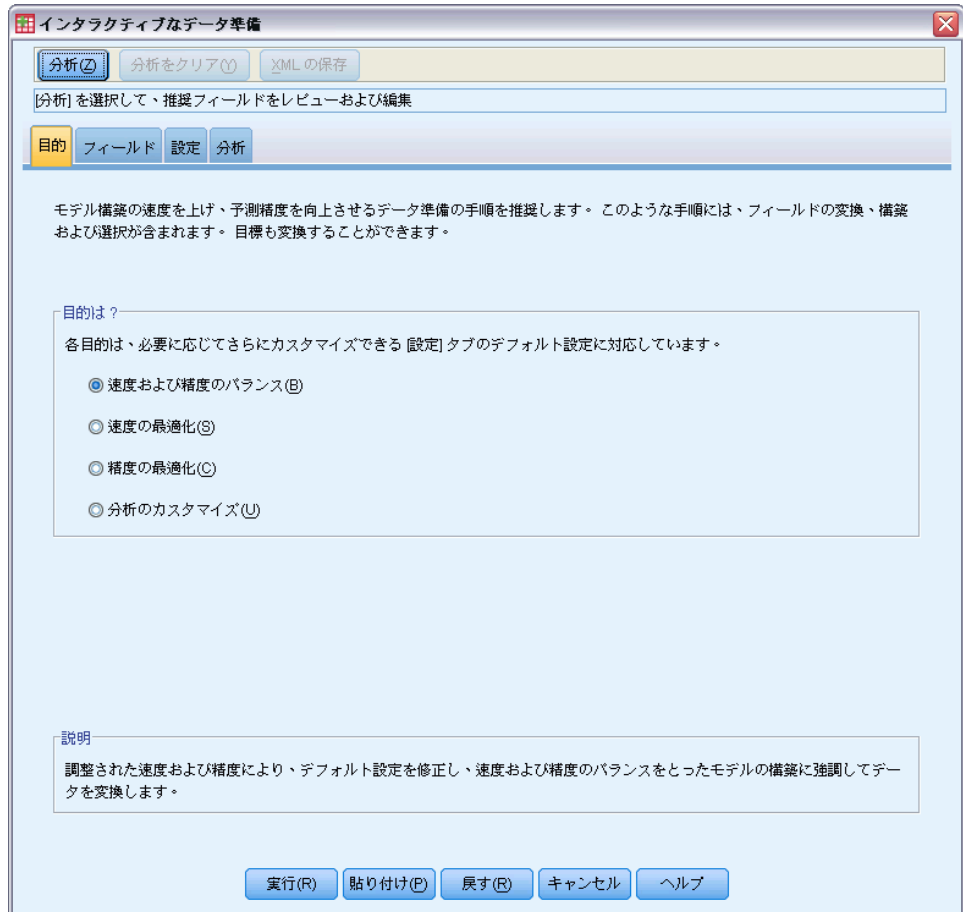 インタラクティブなデータ準備
分析(Z) 分析をクリア(Y) XML の保存
[分析] を選択して、推奨フィールドをレビューおよび編集
目的 フィールド 設定 分析
モデル構築の速度を上げ、予測精度を向上させるデータ準備の手順を推奨します。 このような手順には、フィールドの変換、構築
および選択が含まれます。 目標も変換することができます。
目的は？
各目的は、必要に応じてさらにカスタマイズできる [設定] タブのデフォルト設定に対応しています。
速度および精度のバランス(B)
速度の最適化(S)
精度の最適化(C)
分析のカスタマイズ(U)
説明
調整された速度および精度により、デフォルト設定を修正し、速度および精度のバランスをとったモデルの構築に強調してデー
タを変換します。
実行(R) 貼り付け(P) 戻す(R) キャンセル ヘルプ